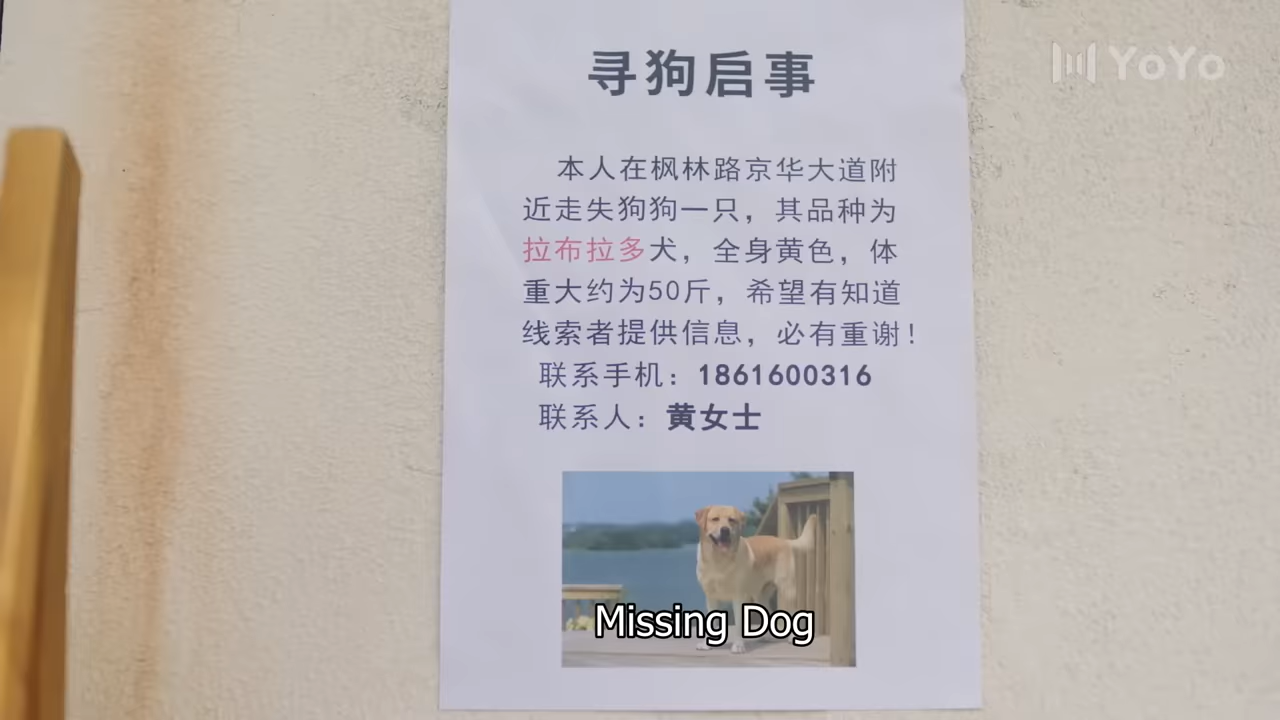 YoYo
寻狗启事
本人在枫林路京华大道附
近走失狗狗一只，其品种为
拉布拉多犬，全身黄色，体
重大约为50斤，希望有知道
线索者提供信息，必有重谢！
联系手机：1861600316
联系人：黄女士
Missing Dog